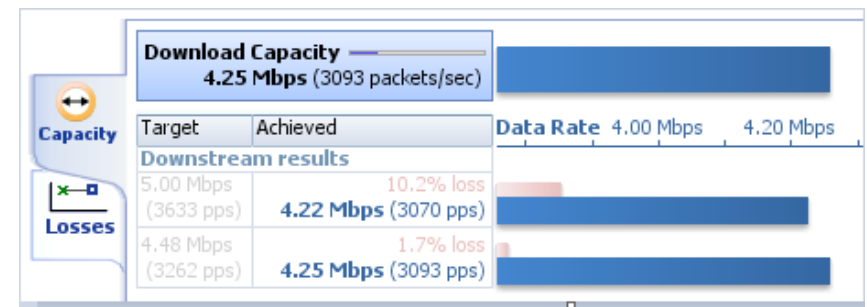 Download Capacity
4.25 Mbps (3093 packets/sec)
Capacity
Losses
Target Achieved Data Rate 4.00 Mbps 4.20 Mbps
Downstream results
5.00 Mbps 10.2% loss
(3633 pps) 4.22 Mbps (3070 pps)
4.48 Mbps 1.7% loss
(3262 pps) 4.25 Mbps (3093 pps)